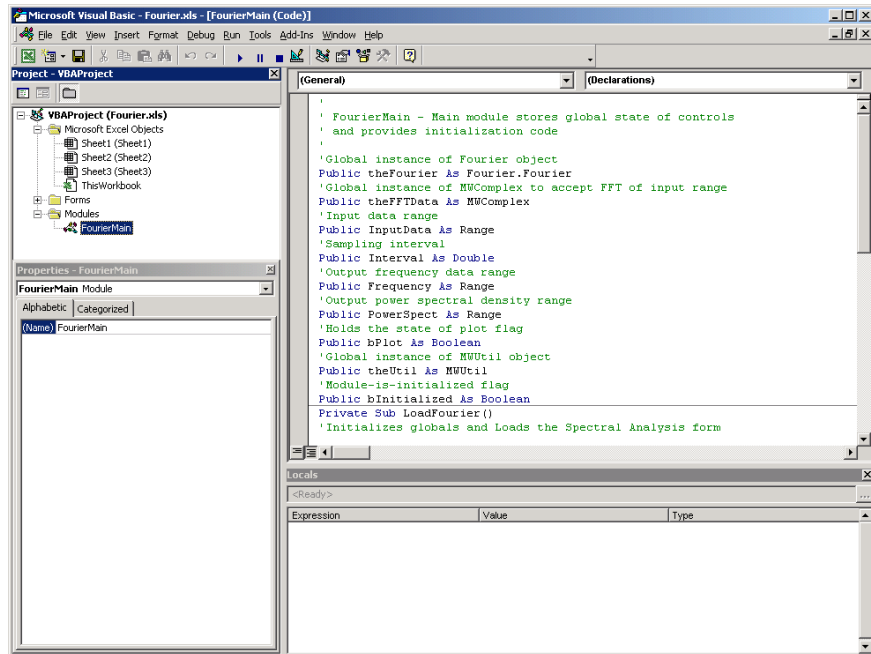 Microsoft Visual Basic - Fourier.xls - [FourierMain (Code)]
File Edit View Insert Format Debug Run Tools Add-Ins Window Help
Project - VBAProject
VBAProject (Fourier.xls)
Microsoft Excel Objects
Sheet1 (Sheet1)
Sheet2 (Sheet2)
Sheet3 (Sheet3)
ThisWorkbook
Forms
Modules
FourierMain
Properties - FourierMain
FourierMain Module
Alphabetic Categorized
(Name) FourierMain
(General) (Declarations)
'
' FourierMain - Main module stores global state of controls
' and provides initialization code
'
'Global instance of Fourier object
Public theFourier As Fourier.Fourier
'Global instance of MWComplex to accept FFT of input range
Public theFFTData As MWComplex
'Input data range
Public InputData As Range
'Sampling interval
Public Interval As Double
'Output frequency data range
Public Frequency As Range
'Output power spectral density range
Public PowerSpect As Range
'Holds the state of plot flag
Public bPlot As Boolean
'Global instance of MWUtil object
Public theUtil As MWUtil
'Module-is-initialized flag
Public bInitialized As Boolean
Private Sub LoadFourier()
'Initializes globals and Loads the Spectral Analysis form
Locals
<Ready>
...
Expression Value Type